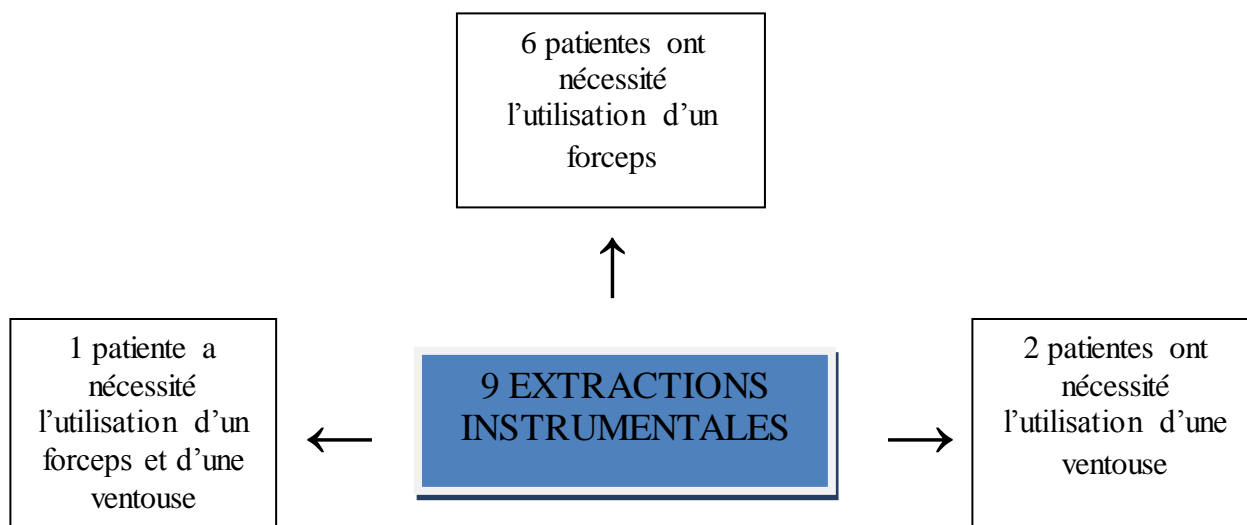 6 patientes ont
nécessité
l’utilisation d’un
forceps
1 patiente a
nécessité
l’utilisation d’un
forceps et d’une
ventouse
9 EXTRACTIONS
INSTRUMENTALES
2 patientes ont
nécessité
l’utilisation d’une
ventouse